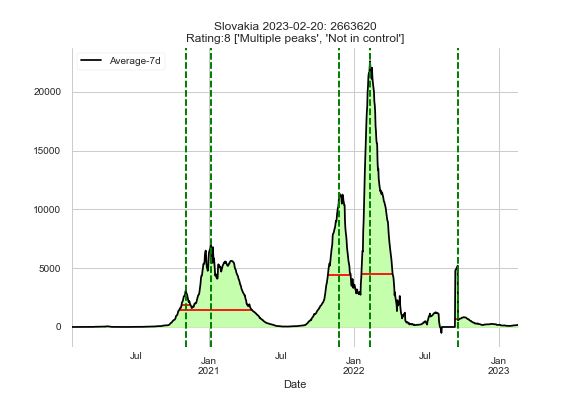 Slovakia 2023-02-20: 2663620
Rating:8 ['Multiple peaks', 'Not in control']
Average-7d
20000
15000
10000
5000
0
Jul
Jan
2021
Jul
Jan
2022
Jul
Jan
2023
Date